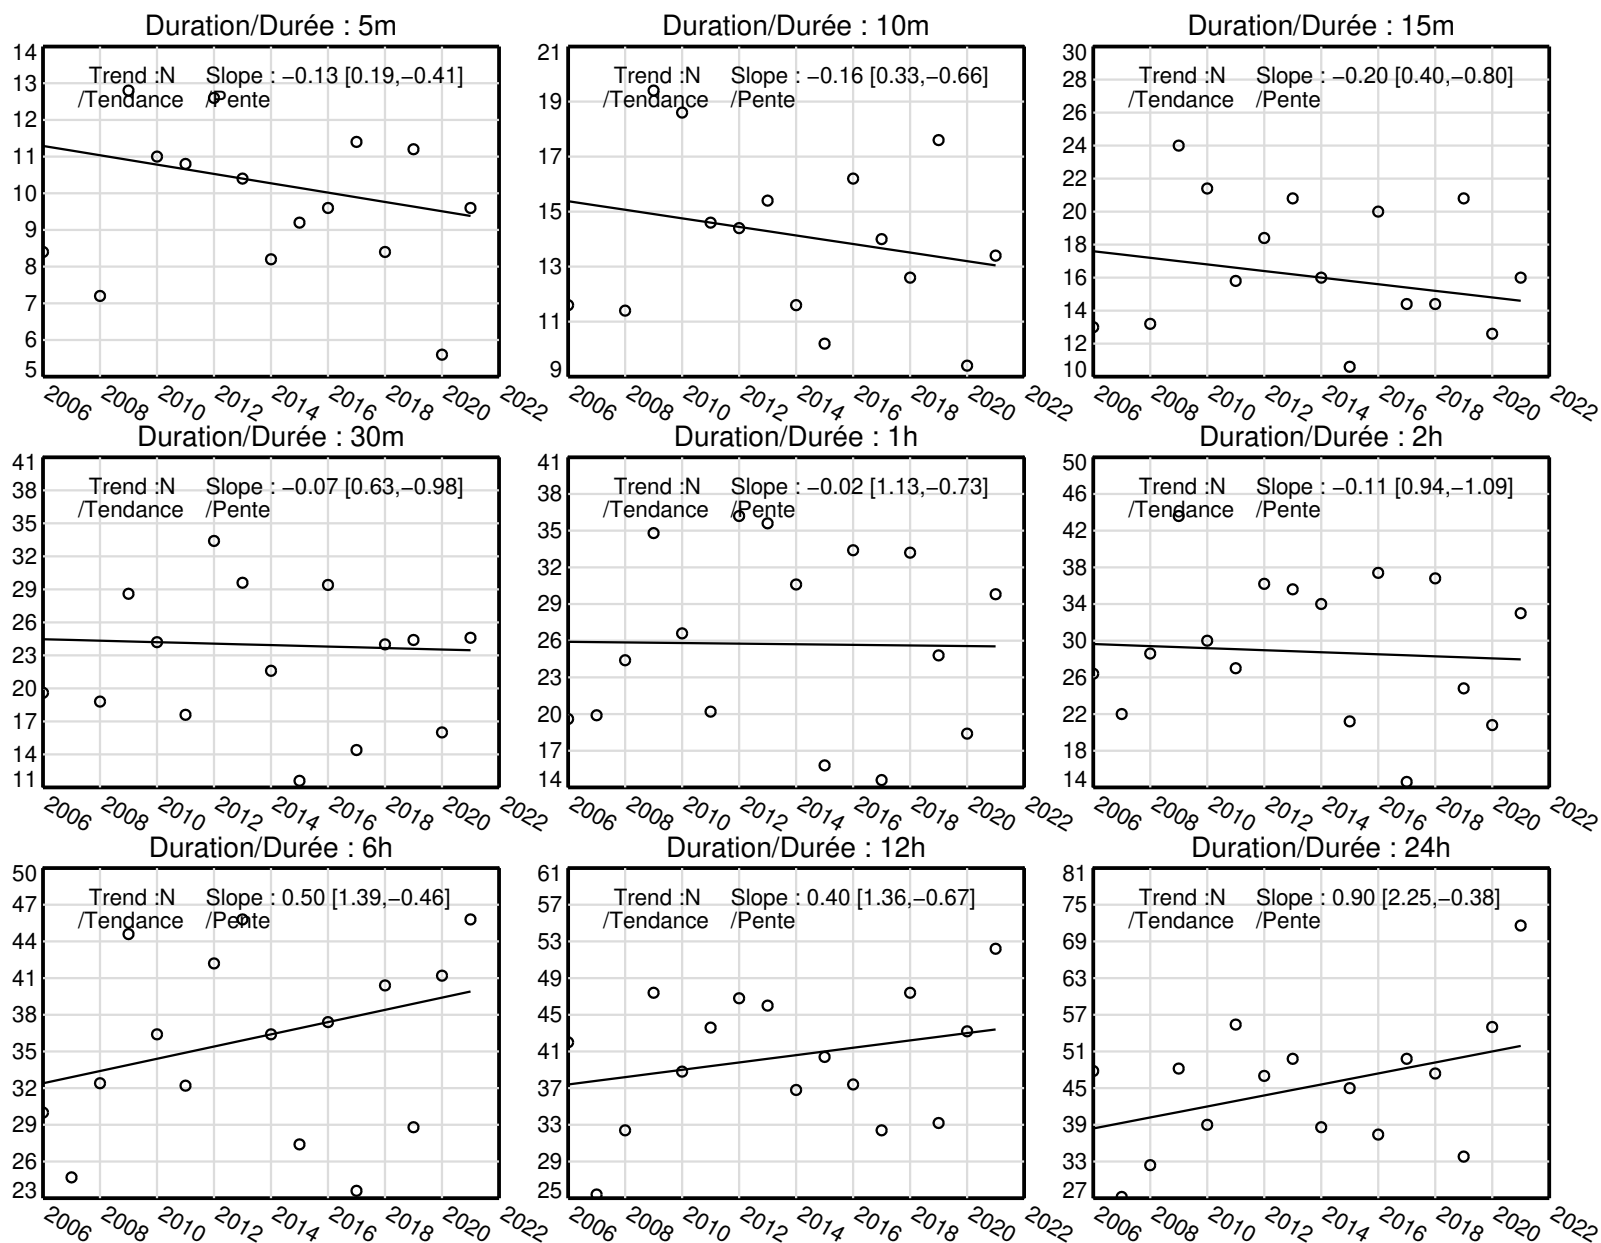 Duration/Durée : 5m
Trend :N Slope : −0.13 [0.19,−0.41]
/Tendance /Pente
14
13
12
11
10
9
8
7
6
5
2006 2008 2010 2012 2014 2016 2018 2020 2022
Duration/Durée : 10m
Trend :N Slope : −0.16 [0.33,−0.66]
/Tendance /Pente
21
19
17
15
13
11
9
2006 2008 2010 2012 2014 2016 2018 2020 2022
Duration/Durée : 15m
Trend :N Slope : −0.20 [0.40,−0.80]
/Tendance /Pente
30
28
26
24
22
20
18
16
14
12
10
2006 2008 2010 2012 2014 2016 2018 2020 2022
Duration/Durée : 30m
Trend :N Slope : −0.07 [0.63,−0.98]
/Tendance /Pente
41
38
35
32
29
26
23
20
17
14
11
2006 2008 2010 2012 2014 2016 2018 2020 2022
Duration/Durée : 1h
Trend :N Slope : −0.02 [1.13,−0.73]
/Tendance /Pente
41
38
35
32
29
26
23
20
17
14
2006 2008 2010 2012 2014 2016 2018 2020 2022
Duration/Durée : 2h
Trend :N Slope : −0.11 [0.94,−1.09]
/Tendance /Pente
50
46
42
38
34
30
26
22
18
14
2006 2008 2010 2012 2014 2016 2018 2020 2022
Duration/Durée : 6h
Trend :N Slope : 0.50 [1.39,−0.46]
/Tendance /Pente
50
47
44
41
38
35
32
29
26
23
2006 2008 2010 2012 2014 2016 2018 2020 2022
Duration/Durée : 12h
Trend :N Slope : 0.40 [1.36,−0.67]
/Tendance /Pente
61
57
53
49
45
41
37
33
29
25
2006 2008 2010 2012 2014 2016 2018 2020 2022
Duration/Durée : 24h
Trend :N Slope : 0.90 [2.25,−0.38]
/Tendance /Pente
81
75
69
63
57
51
45
39
33
27
2006 2008 2010 2012 2014 2016 2018 2020 2022